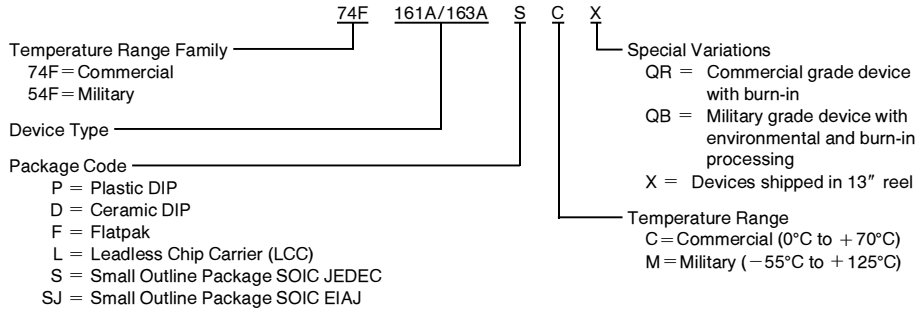 74F 161A/163A S C X
Temperature Range Family
74F=Commercial
54F=Military
Device Type
Package Code
P = Plastic DIP
D = Ceramic DIP
F = Flatpak
L = Leadless Chip Carrier (LCC)
S = Small Outline Package SOIC JEDEC
SJ = Small Outline Package SOIC EIAJ
Special Variations
QR = Commercial grade device
with burn-in
QB = Military grade device with
environmental and burn-in
processing
X = Devices shipped in 13″ reel
Temperature Range
C=Commercial (0°C to +70°C)
M=Military (−55°C to +125°C)